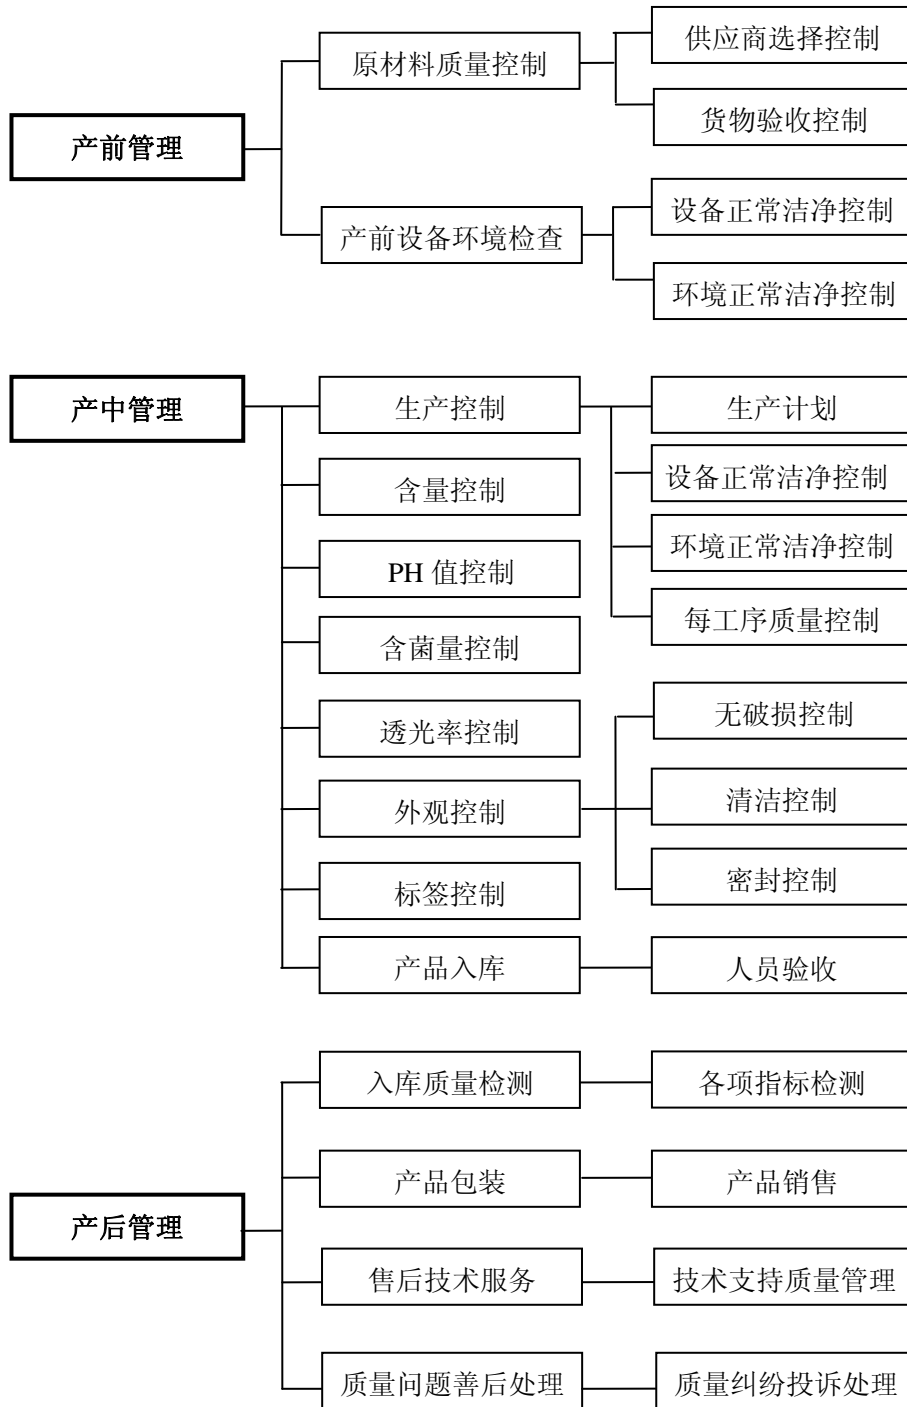 供应商选择控制
原材料质量控制
货物验收控制
产前管理
设备正常洁净控制
产前设备环境检查
环境正常洁净控制
产中管理
生产控制
生产计划
含量控制
设备正常洁净控制
PH 值控制
环境正常洁净控制
含菌量控制
每工序质量控制
透光率控制
无破损控制
外观控制
清洁控制
标签控制
密封控制
产品入库
人员验收
入库质量检测
各项指标检测
产品包装
产品销售
产后管理
售后技术服务
技术支持质量管理
质量问题善后处理
质量纠纷投诉处理